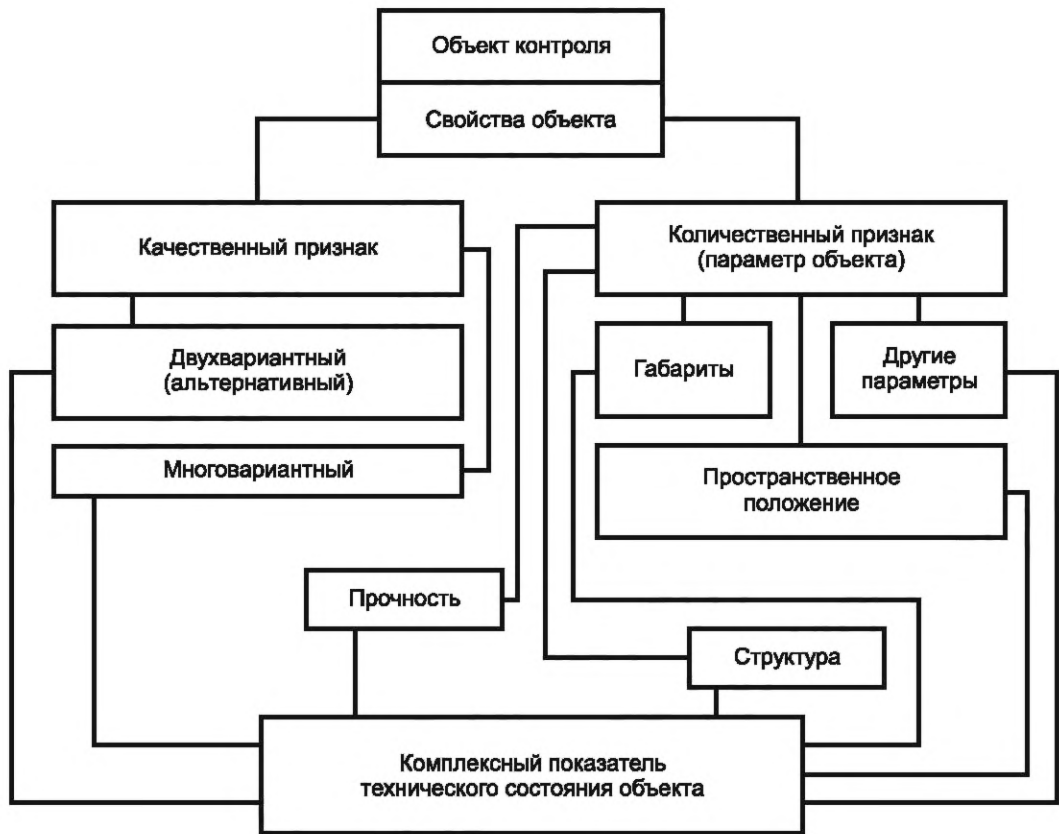 Объект контроля
Свойства объекта
Качественный признак
Количественный признак
(параметр объекта)
Двухвариантный
(альтернативный)
Габариты
Другие
параметры
Многовариантный
Пространственное
положение
Прочность
Структура
Комплексный показатель
технического состояния объекта